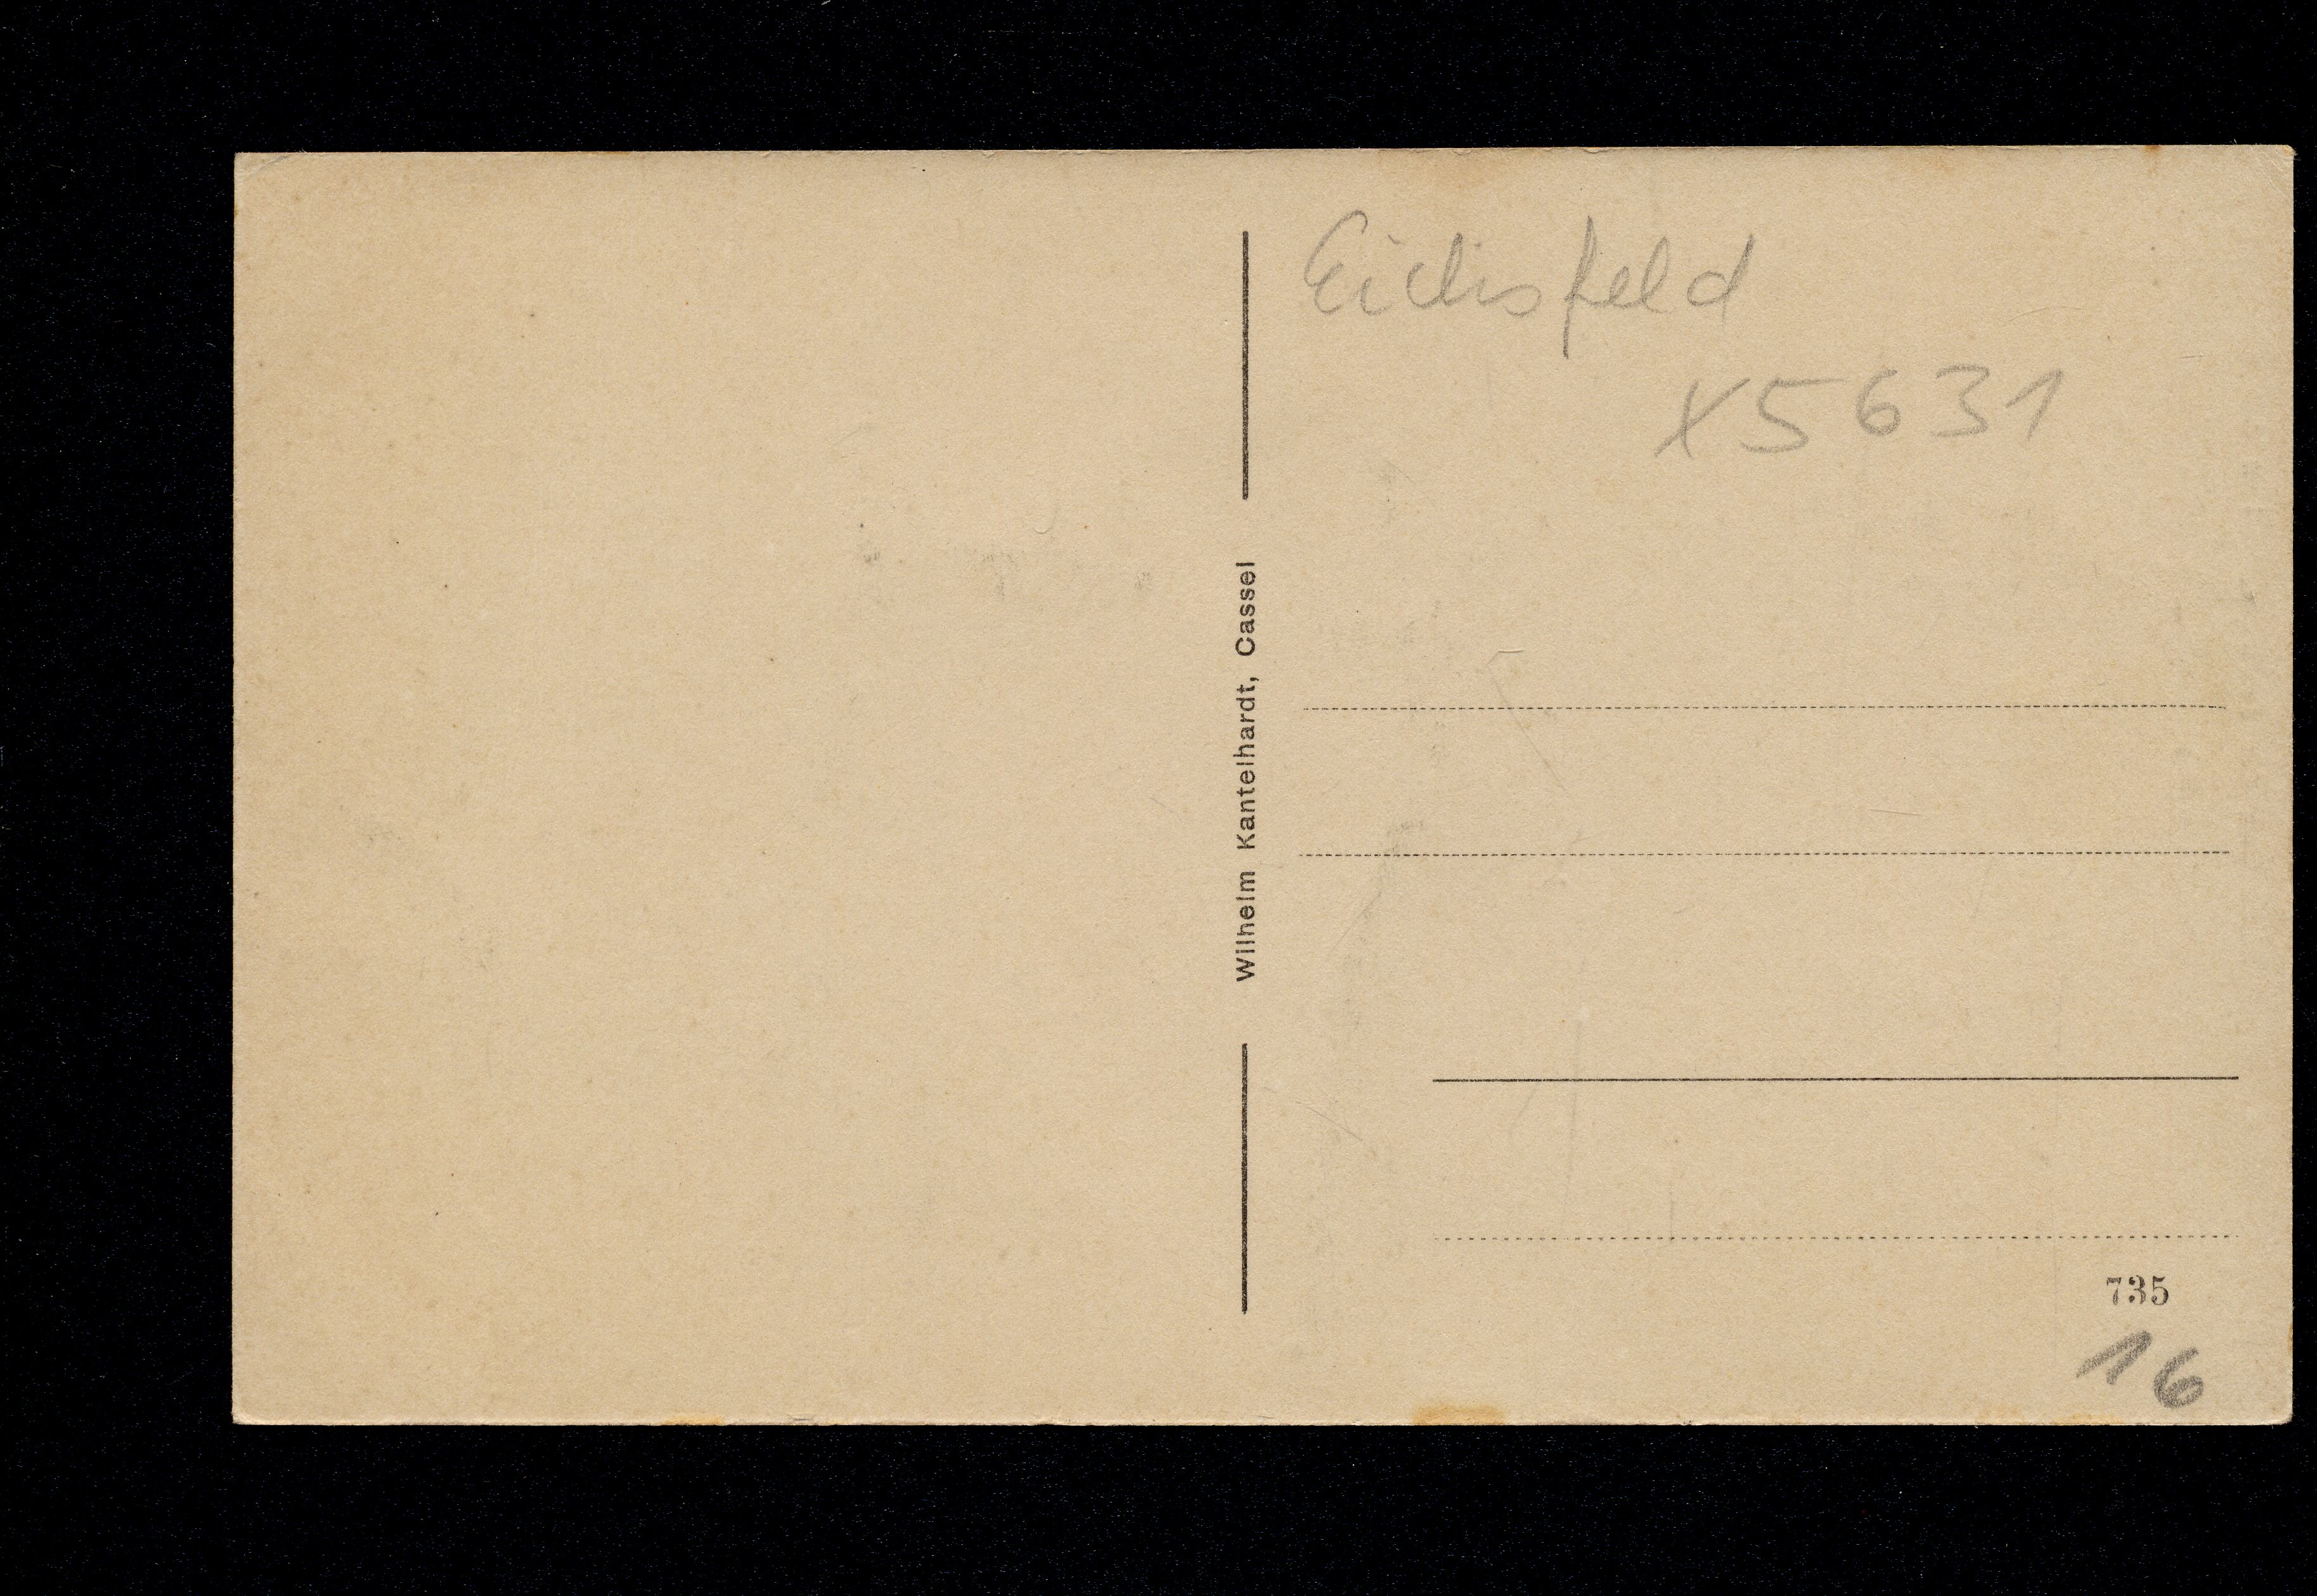 Eichsfeld
X5631
Wilhelm Kantelhardt, Cassel
735
16